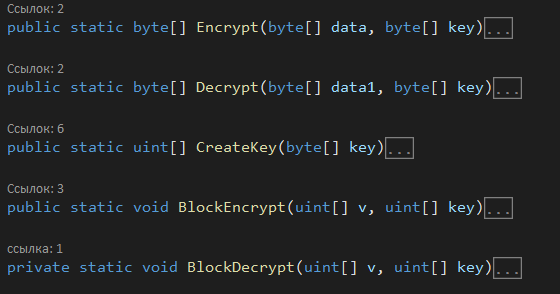 Ссылок: 2
public static byte[] Encrypt(byte[] data, byte[] key)...
Ссылок: 2
public static byte[] Decrypt(byte[] data1, byte[] key)...
Ссылок: 6
public static uint[] CreateKey(byte[] key)...
Ссылок: 3
public static void BlockEncrypt(uint[] v, uint[] key)...
ссылка: 1
private static void BlockDecrypt(uint[] v, uint[] key)...